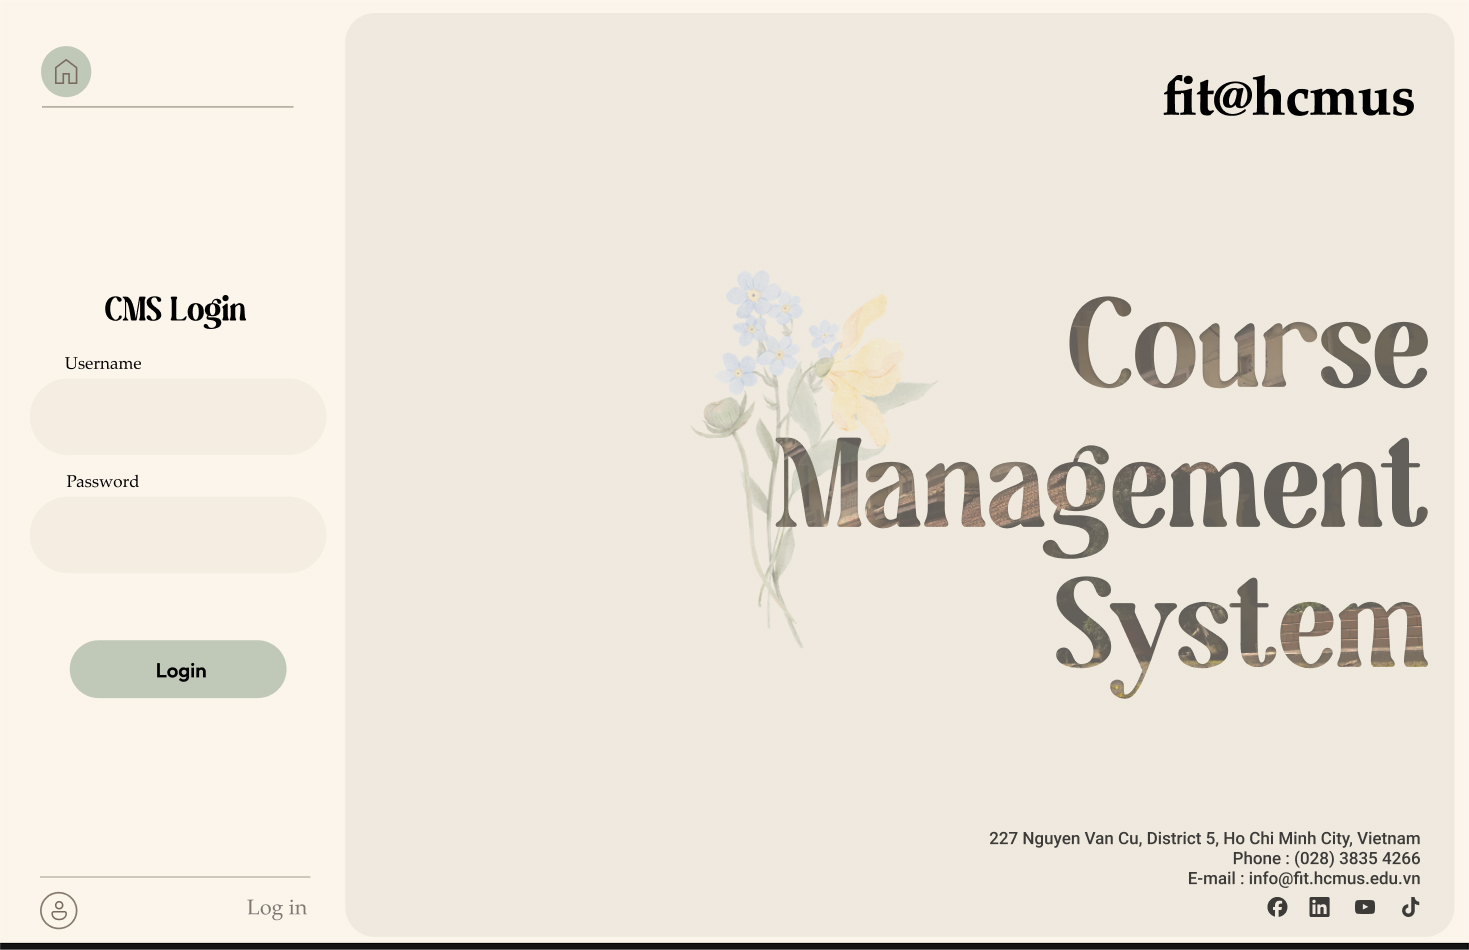 CMS Login
Username
Password
Login
Log in
fit@hcmus
Course
Management
System
227 Nguyen Van Cu, District 5, Ho Chi Minh City, Vietnam
Phone : (028) 3835 4266
E-mail : info@fit.hcmus.edu.vn